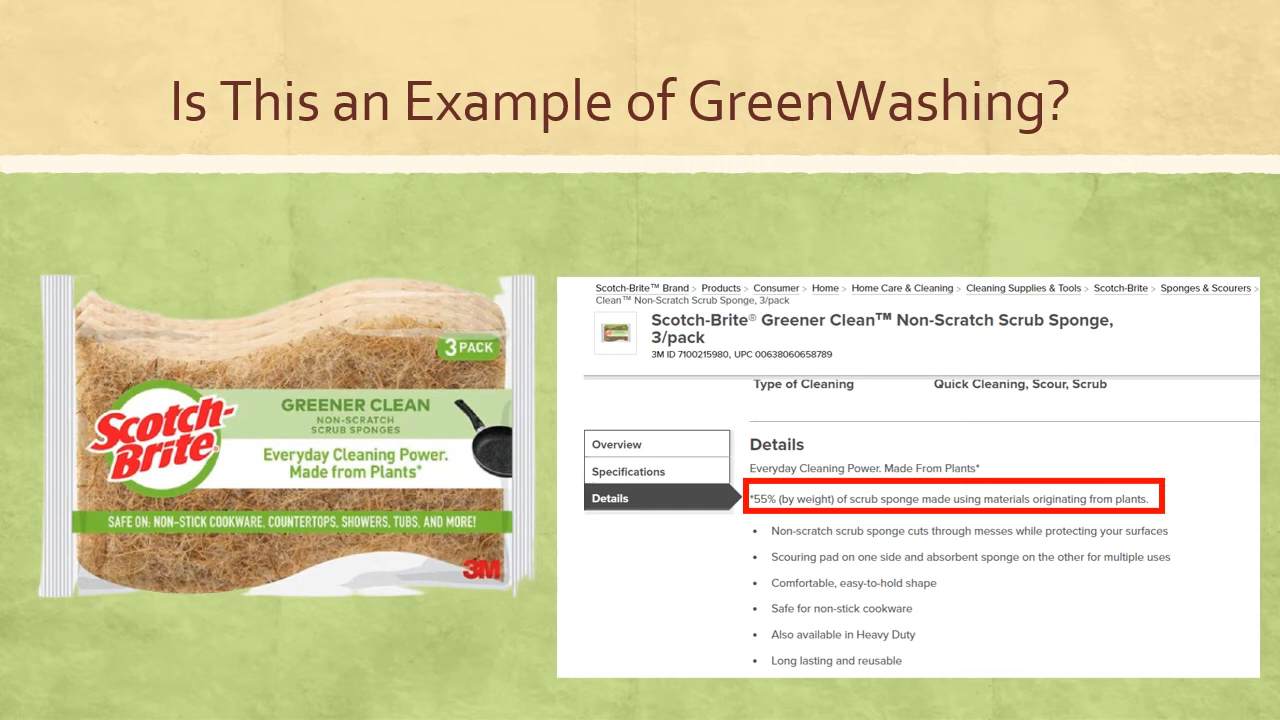 Is This an Example of GreenWashing?
3 PACK
Scotch-
Brite™
GREENER CLEAN
NON-SCRATCH
SCRUB SPONGES
Everyday Cleaning Power.
Made from Plants*
SAFE ON: NON-STICK COOKWARE, COUNTERTOPS, SHOWERS, TUBS, AND MORE!
3M
Scotch-Brite™ Brand > Products > Consumer > Home > Home Care & Cleaning > Cleaning Supplies & Tools > Scotch-Brite > Sponges & Scourers >
Clean™ Non-Scratch Scrub Sponge, 3/pack
Scotch-Brite® Greener Clean™ Non-Scratch Scrub Sponge,
3/pack
3M ID 7100215980, UPC 00638060658789
Type of Cleaning Quick Cleaning, Scour, Scrub
Overview
Specifications
Details
Details
Everyday Cleaning Power. Made From Plants*
*55% (by weight) of scrub sponge made using materials originating from plants.
• Non-scratch scrub sponge cuts through messes while protecting your surfaces
• Scouring pad on one side and absorbent sponge on the other for multiple uses
• Comfortable, easy-to-hold shape
• Safe for non-stick cookware
• Also available in Heavy Duty
• Long lasting and reusable